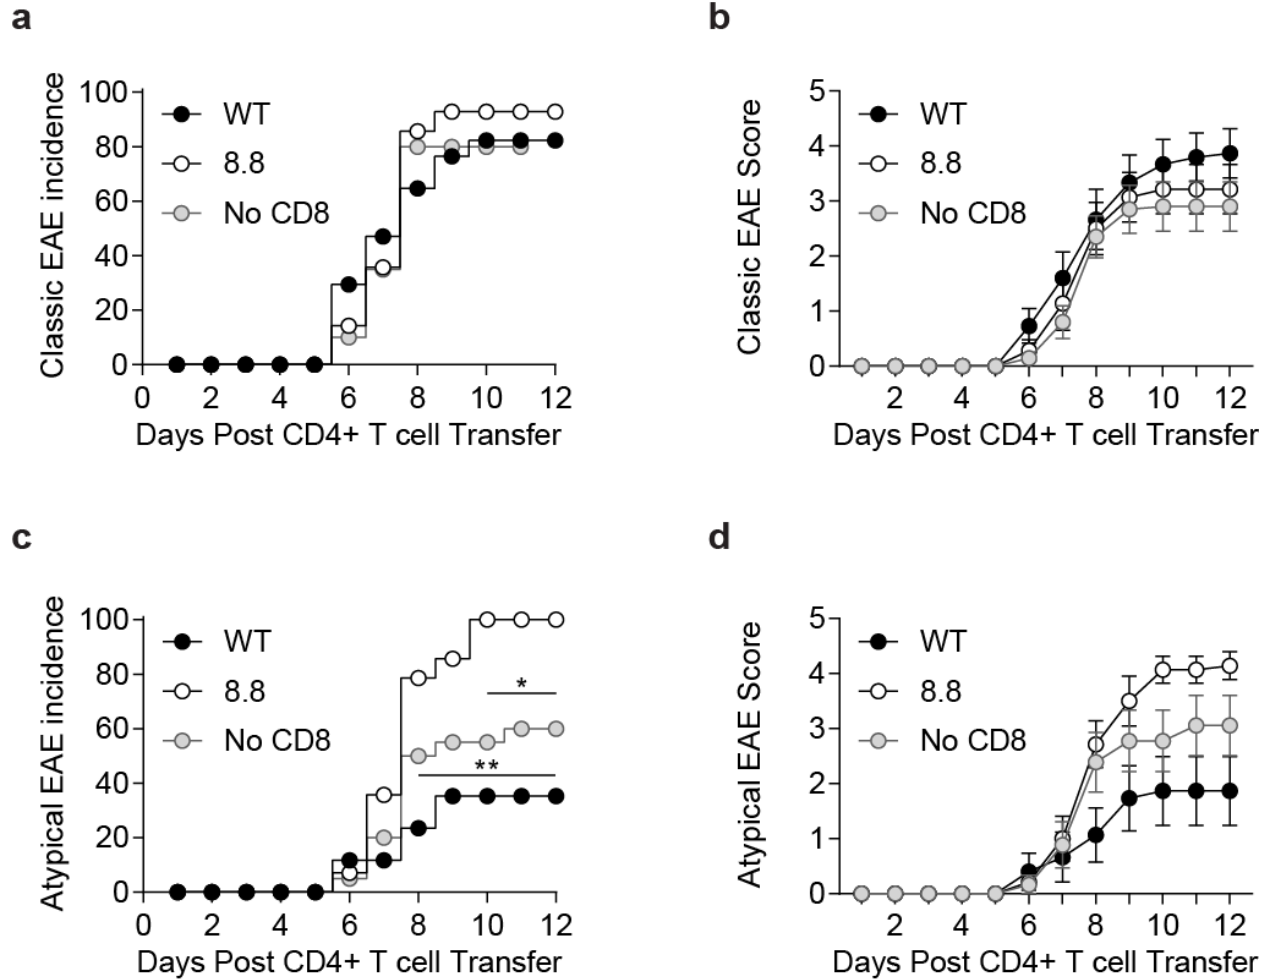 a
Classic EAE incidence
100
80
60
40
20
0
WT
8.8
No CD8
0 2 4 6 8 10 12
Days Post CD4+ T cell Transfer
b
Classic EAE Score
5
4
3
2
1
0
WT
8.8
No CD8
2 4 6 8 10 12
Days Post CD4+ T cell Transfer
c
Atypical EAE incidence
100
80
60
40
20
0
WT
8.8
No CD8
*
**
0 2 4 6 8 10 12
Days Post CD4+ T cell Transfer
d
Atypical EAE Score
5
4
3
2
1
0
WT
8.8
No CD8
2 4 6 8 10 12
Days Post CD4+ T cell Transfer